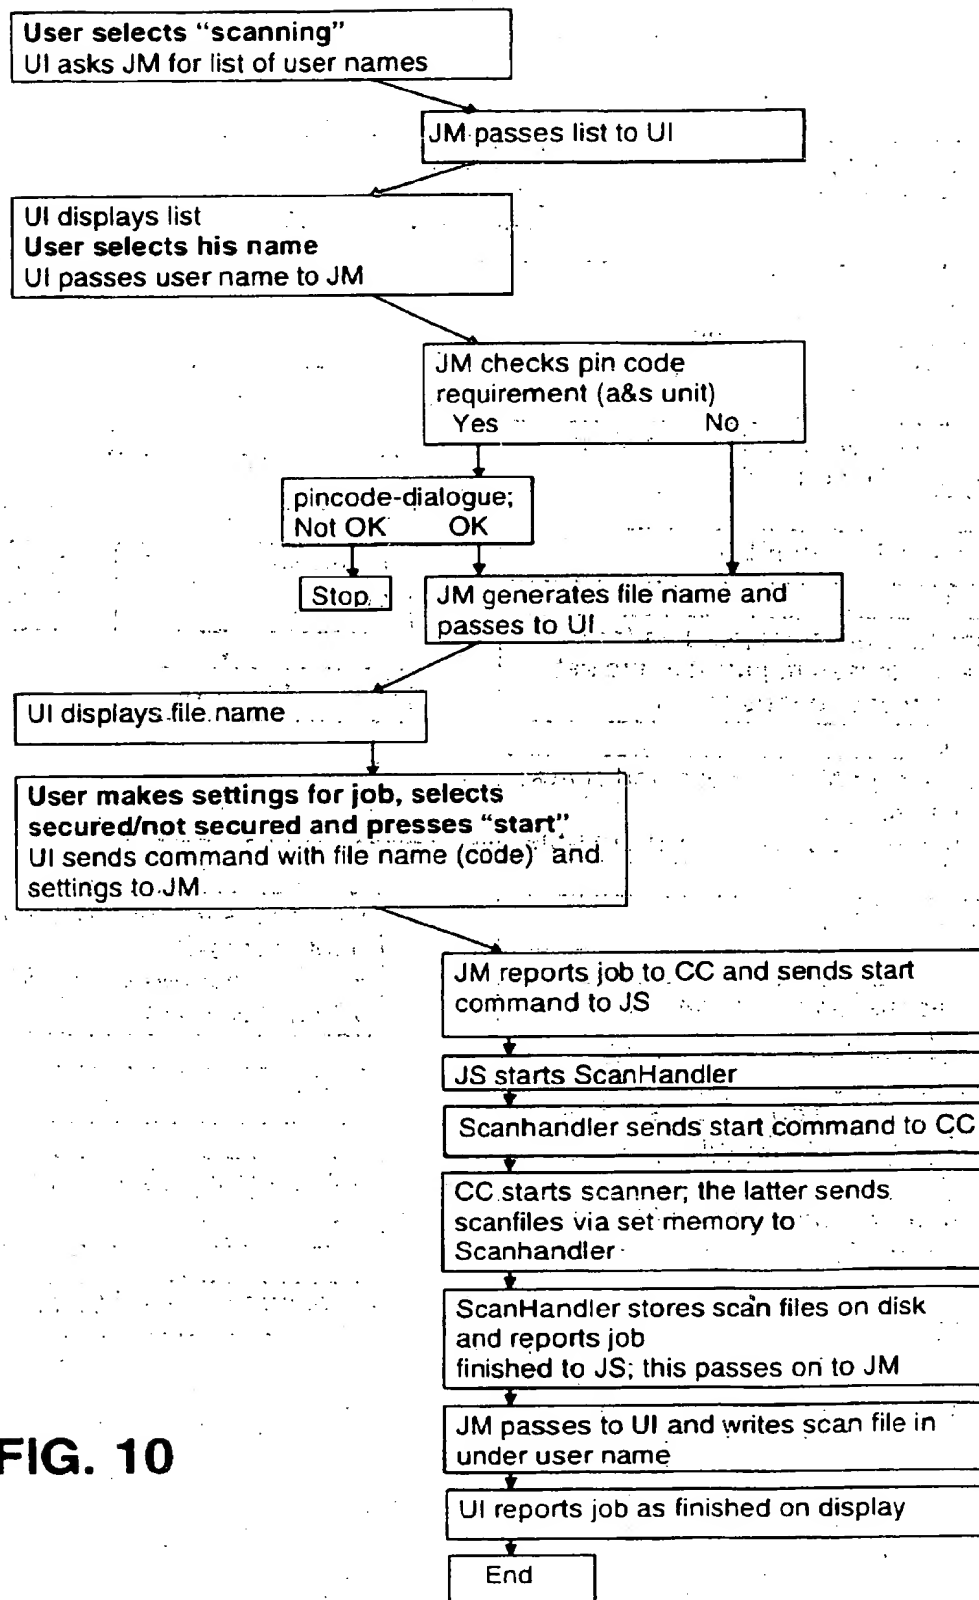 User selects “scanning”
UI asks JM for list of user names
JM passes list to UI
UI displays list
User selects his name
UI passes user name to JM
JM checks pin code
requirement (a&s unit)
Yes No
pincode-dialogue;
Not OK OK
Stop
JM generates file name and
passes to UI
UI displays file name
User makes settings for job, selects
secured/not secured and presses “start”
UI sends command with file name (code) and
settings to JM
JM reports job to CC and sends start
command to JS
JS starts ScanHandler
Scanhandler sends start command to CC
CC starts scanner; the latter sends
scanfiles via set memory to
Scanhandler
ScanHandler stores scan files on disk
and reports job
finished to JS; this passes on to JM
JM passes to UI and writes scan file in
under user name
UI reports job as finished on display
End
FIG. 10